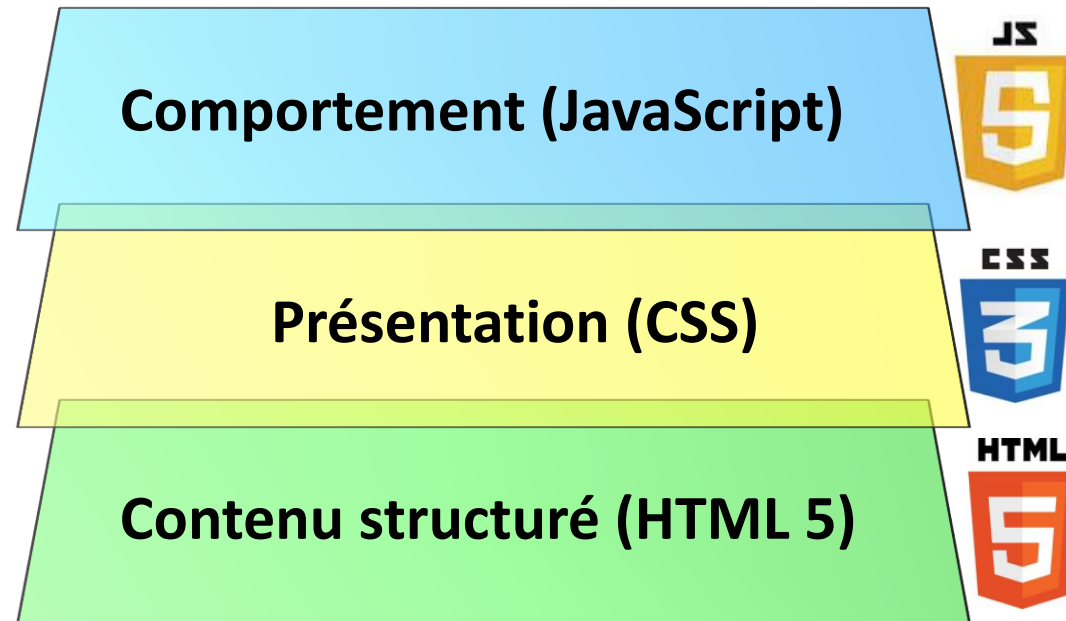 JS
5
Comportement (JavaScript)
CSS
3
Présentation (CSS)
HTML
5
Contenu structuré (HTML 5)